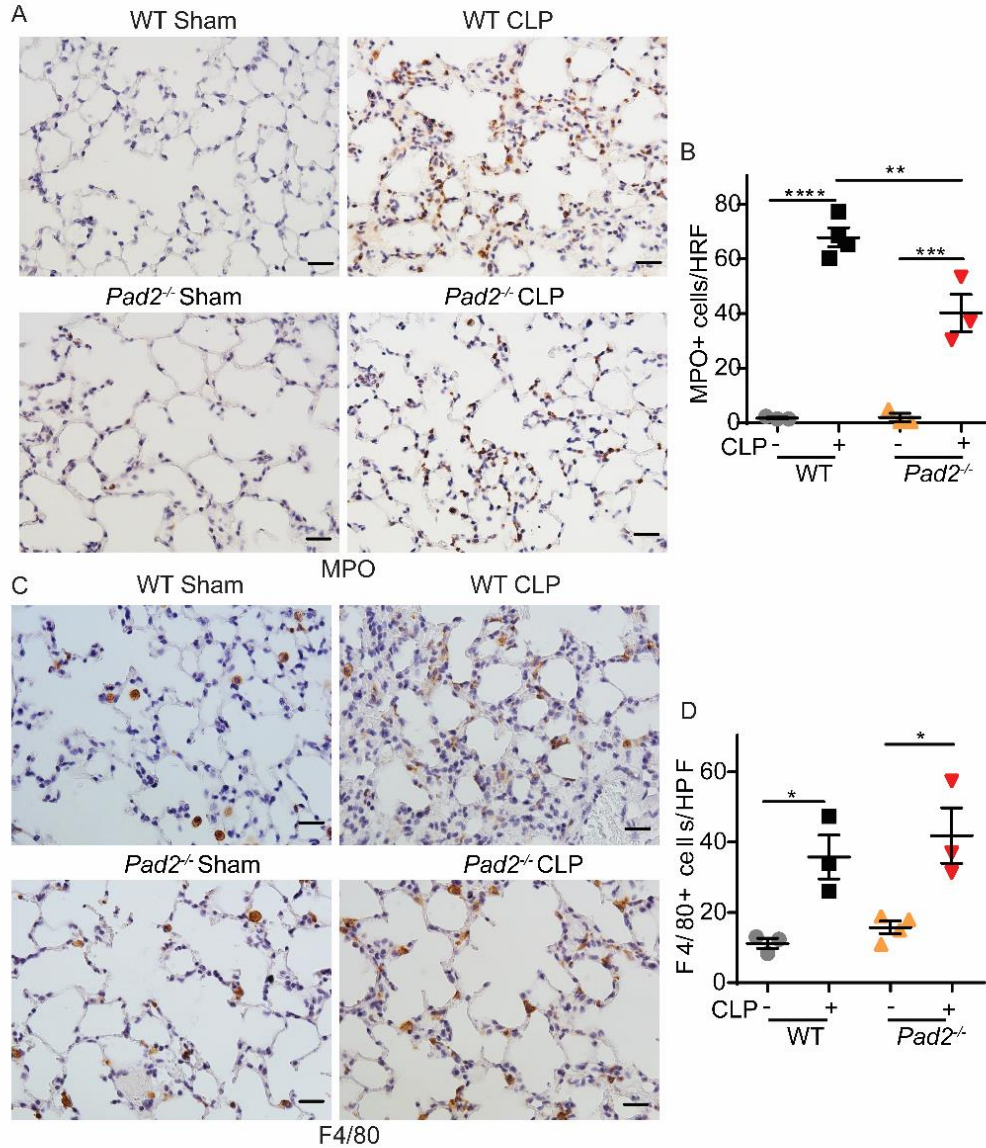 A
WT Sham
WT CLP
Pad2-/- Sham
Pad2-/- CLP
MPO
B
MPO+ cells/HRF
80
60
40
20
0
****
**
***
CLP - + - +
WT Pad2-/-
C
WT Sham
WT CLP
Pad2-/- Sham
Pad2-/- CLP
F4/80
D
F4/80+ cells/HPF
60
40
20
0
*
*
CLP - + - +
WT Pad2-/-